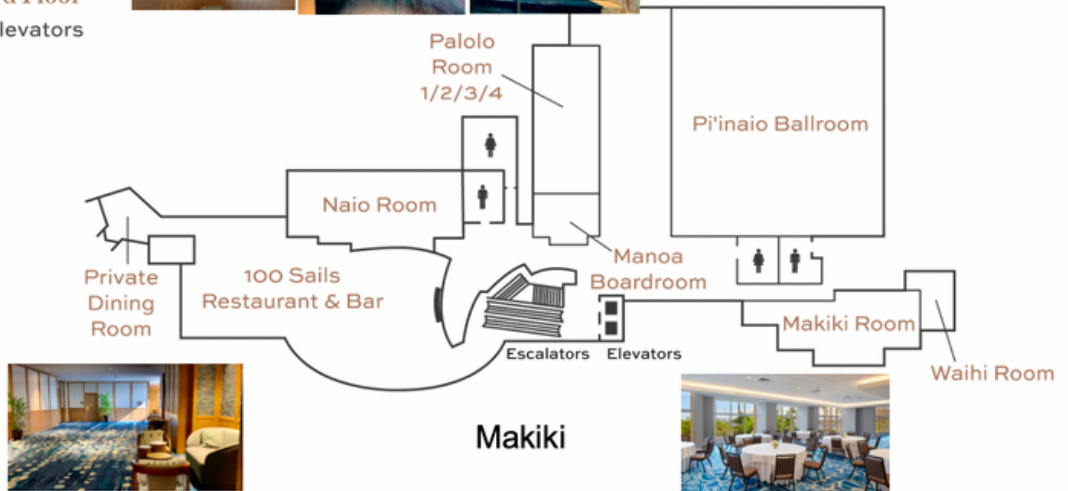 Floor
levators
Palolo
Room
1/2/3/4
Pi'inaio Ballroom
Naio Room
Manoa
Boardroom
Private
Dining
Room
100 Sails
Restaurant & Bar
Makiki Room
Escalators
Elevators
Waihi Room
Makiki